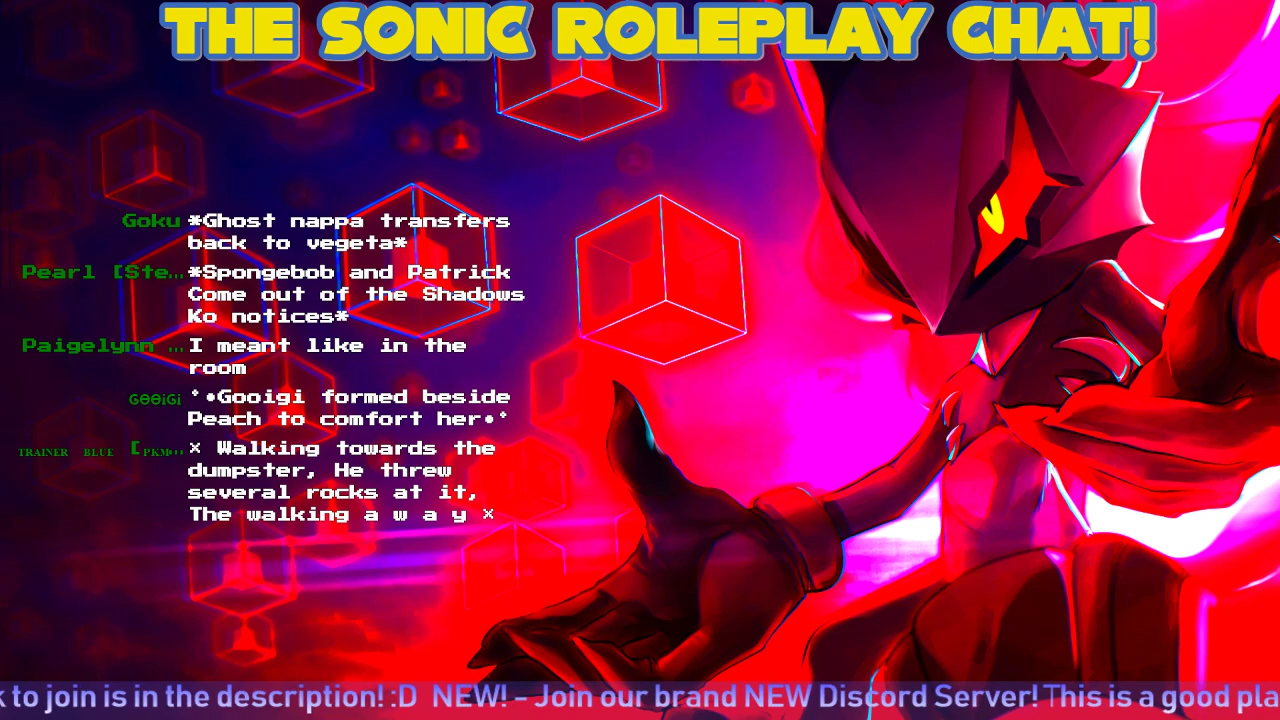 THE SONIC ROLEPLAY CHAT!
Goku *Ghost nappa transfers
back to vegeta*
Pearl [Ste... *Spongebob and Patrick
Come out of the Shadows
Ko notices*
Paigelynn ... I meant like in the
room
GΘΘiGi °•Gooigi formed beside
Peach to comfort her•°
TRAINER BLUE [PKM... × Walking towards the
dumpster, He threw
several rocks at it,
The walking a w a y ×
k to join is in the description! :D NEW! - Join our brand NEW Discord Server! This is a good pla